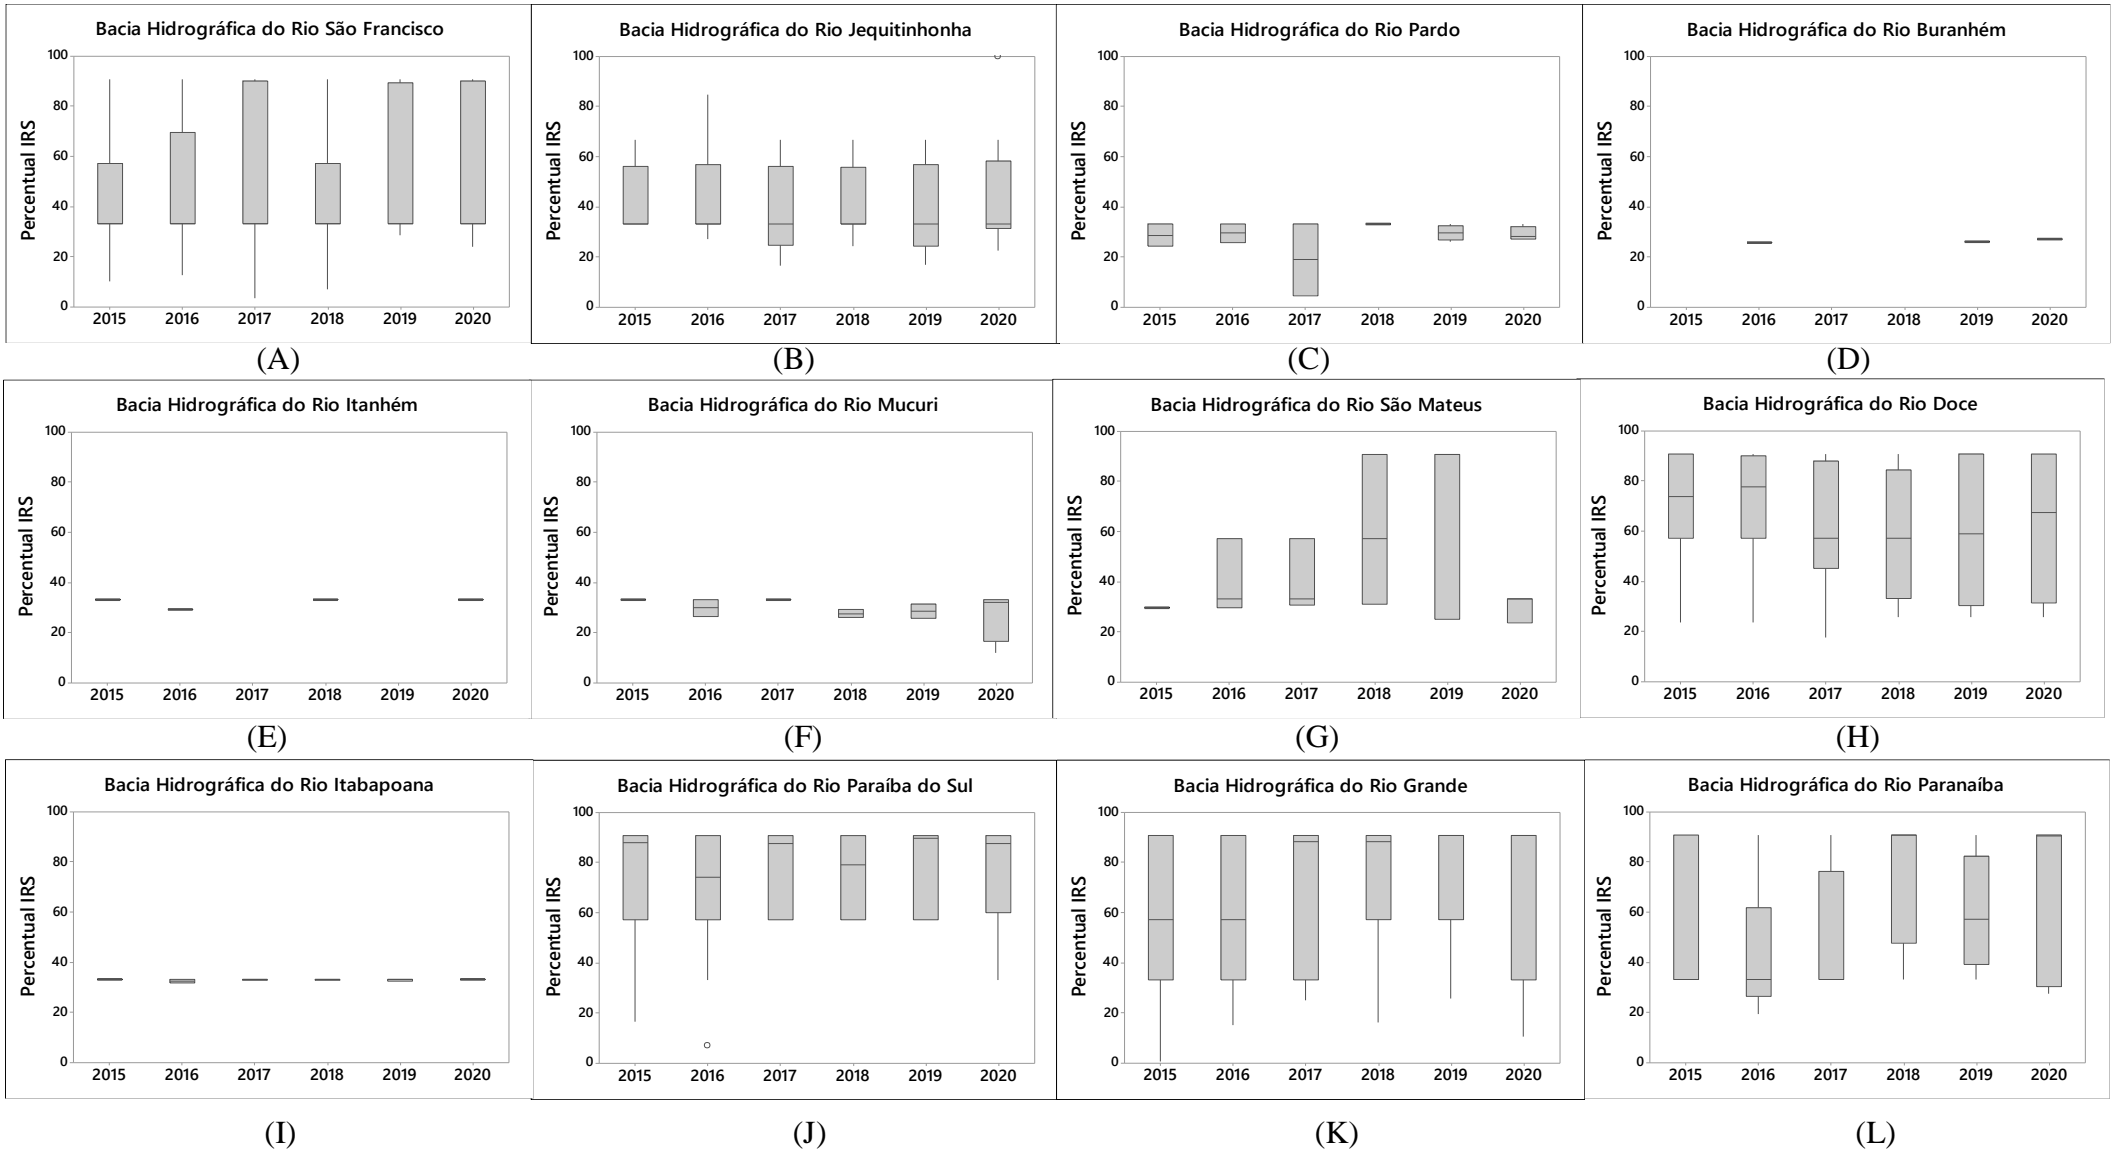 Bacia Hidrográfica do Rio São Francisco
Percentual IRS
100
80
60
40
20
0
2015 2016 2017 2018 2019 2020
(A)
Bacia Hidrográfica do Rio Jequitinhonha
Percentual IRS
100
80
60
40
20
0
2015 2016 2017 2018 2019 2020
(B)
Bacia Hidrográfica do Rio Pardo
Percentual IRS
100
80
60
40
20
0
2015 2016 2017 2018 2019 2020
(C)
Bacia Hidrográfica do Rio Buranhém
Percentual IRS
100
80
60
40
20
0
2015 2016 2017 2018 2019 2020
(D)
Bacia Hidrográfica do Rio Itanhém
Percentual IRS
100
80
60
40
20
0
2015 2016 2017 2018 2019 2020
(E)
Bacia Hidrográfica do Rio Mucuri
Percentual IRS
100
80
60
40
20
0
2015 2016 2017 2018 2019 2020
(F)
Bacia Hidrográfica do Rio São Mateus
Percentual IRS
100
80
60
40
20
0
2015 2016 2017 2018 2019 2020
(G)
Bacia Hidrográfica do Rio Doce
Percentual IRS
100
80
60
40
20
0
2015 2016 2017 2018 2019 2020
(H)
Bacia Hidrográfica do Rio Itabapoana
Percentual IRS
100
80
60
40
20
0
2015 2016 2017 2018 2019 2020
(I)
Bacia Hidrográfica do Rio Paraíba do Sul
Percentual IRS
100
80
60
40
20
0
2015 2016 2017 2018 2019 2020
(J)
Bacia Hidrográfica do Rio Grande
Percentual IRS
100
80
60
40
20
0
2015 2016 2017 2018 2019 2020
(K)
Bacia Hidrográfica do Rio Paranaíba
Percentual IRS
100
80
60
40
20
0
2015 2016 2017 2018 2019 2020
(L)